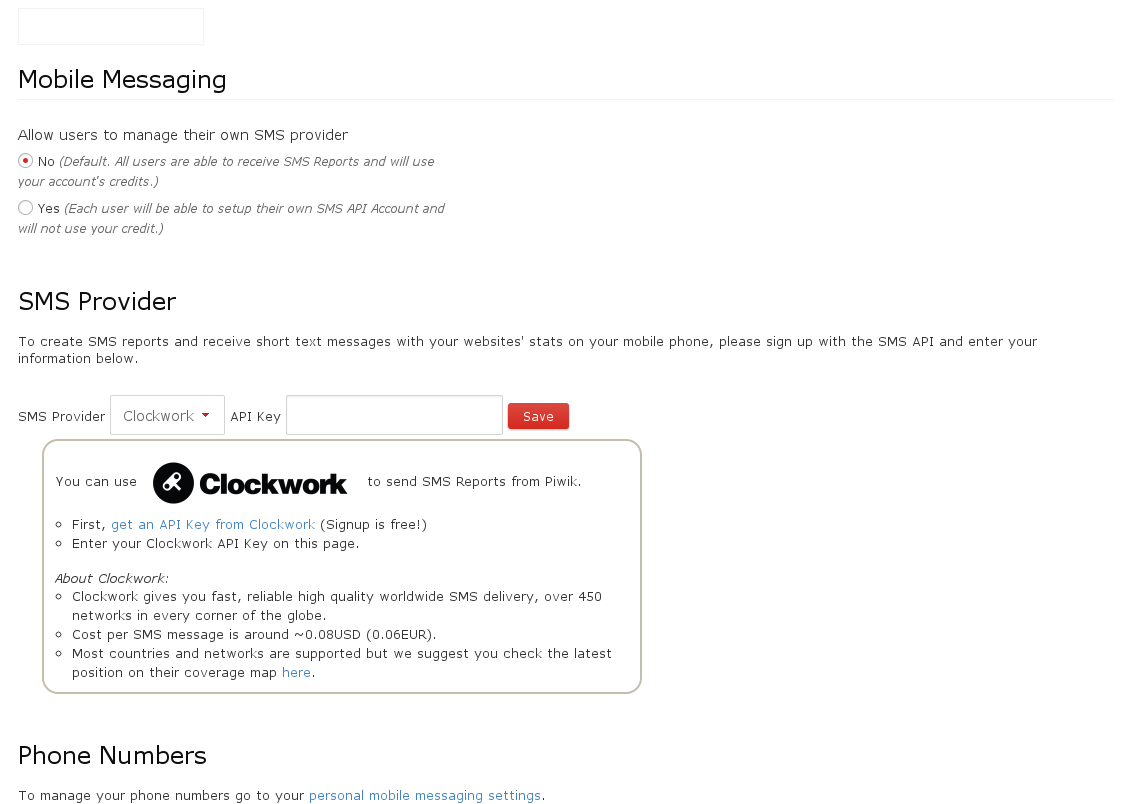 Mobile Messaging
Allow users to manage their own SMS provider
No (Default. All users are able to receive SMS Reports and will use
your account's credits.)
Yes (Each user will be able to setup their own SMS API Account and
will not use your credit.)
SMS Provider
To create SMS reports and receive short text messages with your websites' stats on your mobile phone, please sign up with the SMS API and enter your
information below.
SMS Provider Clockwork API Key Save
You can use Clockwork to send SMS Reports from Piwik.
First, get an API Key from Clockwork (Signup is free!)
Enter your Clockwork API Key on this page.
About Clockwork:
Clockwork gives you fast, reliable high quality worldwide SMS delivery, over 450
networks in every corner of the globe.
Cost per SMS message is around ~0.08USD (0.06EUR).
Most countries and networks are supported but we suggest you check the latest
position on their coverage map here.
Phone Numbers
To manage your phone numbers go to your personal mobile messaging settings.